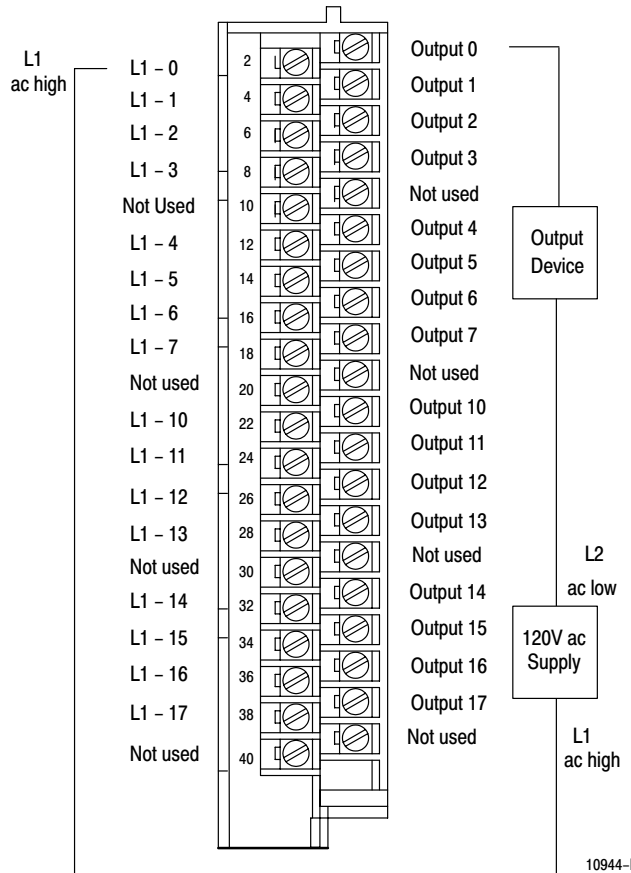 L1
ac high
L1 – 0
L1 – 1
L1 – 2
L1 – 3
Not Used
L1 – 4
L1 – 5
L1 – 6
L1 – 7
Not used
L1 – 10
L1 – 11
L1 – 12
L1 – 13
Not used
L1 – 14
L1 – 15
L1 – 16
L1 – 17
Not used
2
4
6
8
10
12
14
16
18
20
22
24
26
28
30
32
34
36
38
40
Output 0
Output 1
Output 2
Output 3
Not used
Output 4
Output 5
Output 6
Output 7
Not used
Output 10
Output 11
Output 12
Output 13
Not used
Output 14
Output 15
Output 16
Output 17
Not used
Output
Device
L2
ac low
120V ac
Supply
L1
ac high